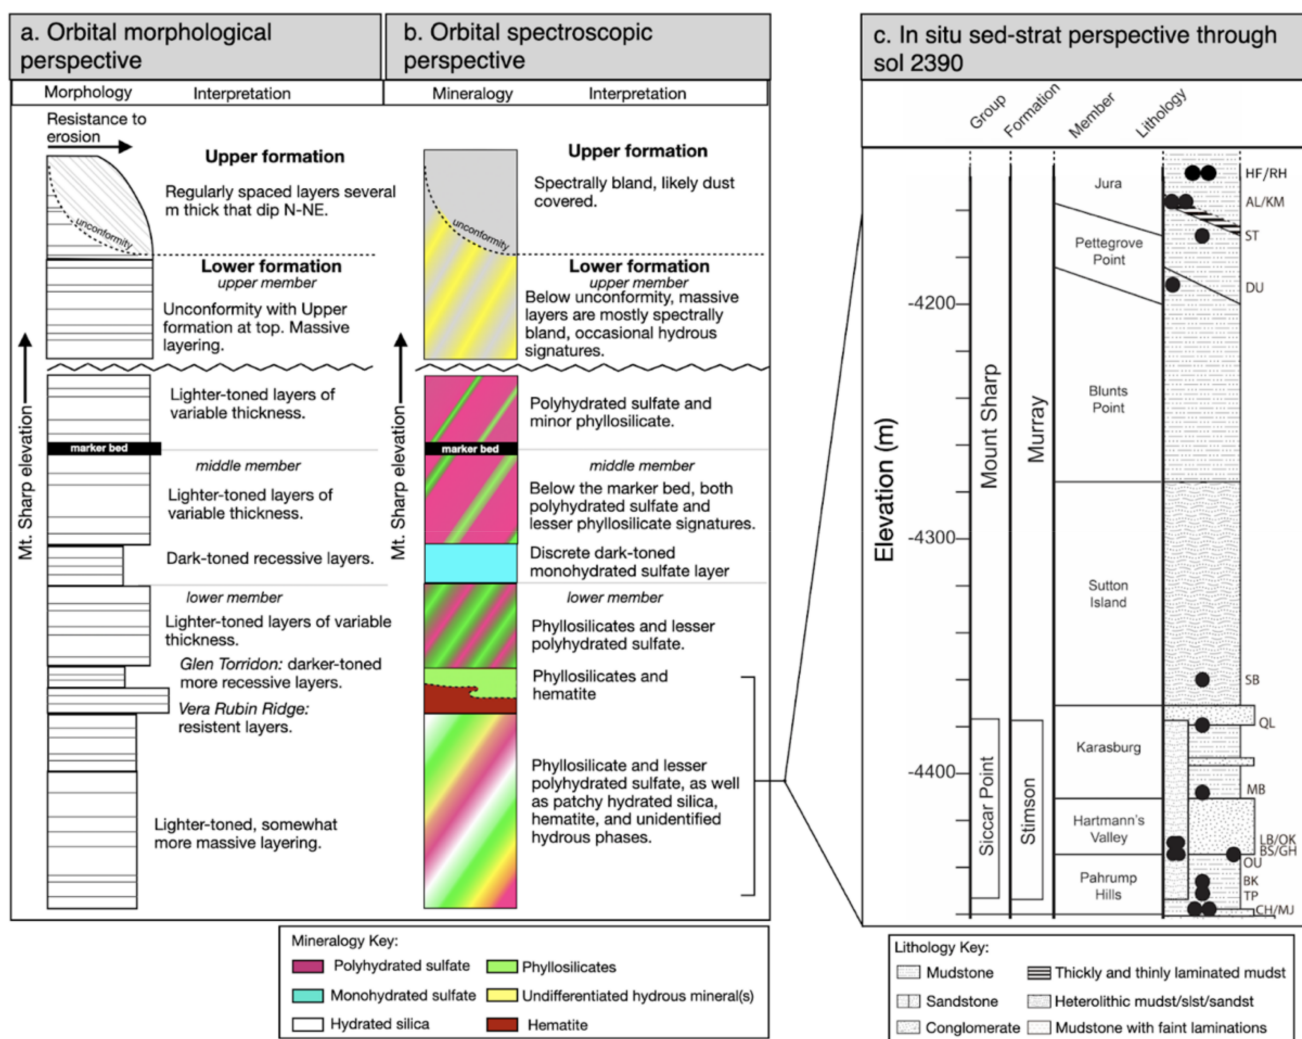 a. Orbital morphological
perspective
Morphology
Interpretation
Resistance to
erosion
Upper formation
Regularly spaced layers several
m thick that dip N-NE.
unconformity
Lower formation
upper member
Unconformity with Upper
formation at top. Massive
layering.
Mt. Sharp elevation
Lighter-toned layers of
variable thickness.
marker bed
middle member
Lighter-toned layers of
variable thickness.
Dark-toned recessive layers.
lower member
Lighter-toned layers of variable
thickness.
Glen Torridon: darker-toned
more recessive layers.
Vera Rubin Ridge:
resistent layers.
Lighter-toned, somewhat
more massive layering.
b. Orbital spectroscopic
perspective
Mineralogy
Interpretation
Upper formation
Spectrally bland, likely dust
covered.
unconformity
Lower formation
upper member
Below unconformity, massive
layers are mostly spectrally
bland, occasional hydrous
signatures.
Mt. Sharp elevation
Polyhydrated sulfate and
minor phyllosilicate.
marker bed
middle member
Below the marker bed, both
polyhydrated sulfate and
lesser phyllosilicate signatures.
Discrete dark-toned
monohydrated sulfate layer
lower member
Phyllosilicates and lesser
polyhydrated sulfate.
Phyllosilicates and
hematite
Phyllosilicate and lesser
polyhydrated sulfate, as well
as patchy hydrated silica,
hematite, and unidentified
hydrous phases.
Mineralogy Key:
Polyhydrated sulfate
Phyllosilicates
Monohydrated sulfate
Undifferentiated hydrous mineral(s)
Hydrated silica
Hematite
c. In situ sed-strat perspective through
sol 2390
Group
Formation
Member
Lithology
Elevation (m)
-4200
-4300
-4400
Mount Sharp
Siccar Point
Murray
Stimson
Jura
Pettegrove
Point
Blunts
Point
Sutton
Island
Karasburg
Hartmann's
Valley
Pahrump
Hills
HF/RH
AL/KM
ST
DU
SB
QL
MB
LB/OK
BS/GH
OU
BK
TP
CH/MJ
Lithology Key:
Mudstone
Thickly and thinly laminated mudst
Sandstone
Heterolithic mudst/slst/sandst
Conglomerate
Mudstone with faint laminations